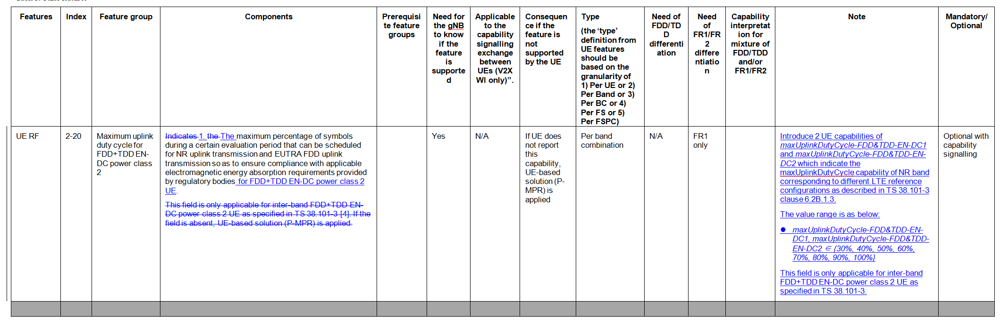 Features
Index
Feature group
Components
Prerequisi
te feature
groups
Need for
the gNB
to know
if the
feature
is
supporte
d
Applicable
to the
capability
signalling
exchange
between
UEs (V2X
WI only)”.
Consequen
ce if the
feature is
not
supported
by the UE
Type
(the ‘type’
definition from
UE features
should be
based on the
granularity of
1) Per UE or 2)
Per Band or 3)
Per BC or 4)
Per FS or 5)
Per FSPC)
Need of
FDD/TD
D
differenti
ation
Need
of
FR1/FR
2
differe
ntiatio
n
Capability
interpretat
ion for
mixture of
FDD/TDD
and/or
FR1/FR2
Note
Mandatory/
Optional
UE RF
2-20
Maximum uplink
duty cycle for
FDD+TDD EN-
DC power class
2
Indicates 1. the The maximum percentage of symbols
during a certain evaluation period that can be scheduled
for NR uplink transmission and EUTRA FDD uplink
transmission so as to ensure compliance with applicable
electromagnetic energy absorption requirements provided
by regulatory bodies for FDD+TDD EN-DC power class 2
UE.
This field is only applicable for inter-band FDD+TDD EN-
DC power class 2 UE as specified in TS 38.101-3 [4]. If the
field is absent, UE-based solution (P-MPR) is applied.
Yes
N/A
If UE does
not report
this
capability,
UE-based
solution (P-
MPR) is
applied
Per band
combination
N/A
FR1
only
Introduce 2 UE capabilities of
maxUplinkDutyCycle-FDD&TDD-EN-DC1
and maxUplinkDutyCycle-FDD&TDD-EN-
DC2 which indicate the
maxUplinkDutyCycle capability of NR band
corresponding to different LTE reference
configurations as described in TS 38.101-3
clause 6.2B.1.3.
The value range is as below:
● maxUplinkDutyCycle-FDD&TDD-EN-
DC1, maxUplinkDutyCycle-FDD&TDD-
EN-DC2 ∈ {30%, 40%, 50%, 60%,
70%, 80%, 90%, 100%}
This field is only applicable for inter-band
FDD+TDD EN-DC power class 2 UE as
specified in TS 38.101-3.
Optional with
capability
signalling